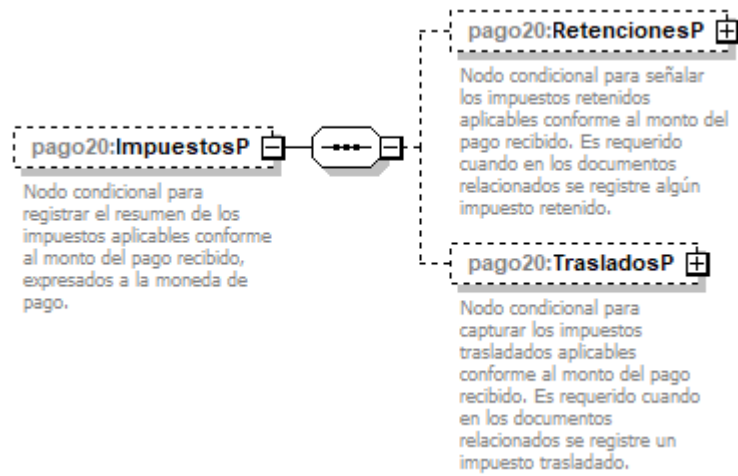 pago20:ImpuestosP
Nodo condicional para
registrar el resumen de los
impuestos aplicables conforme
al monto del pago recibido,
expresados a la moneda de
pago.
pago20:RetencionesP
Nodo condicional para señalar
los impuestos retenidos
aplicables conforme al monto del
pago recibido. Es requerido
cuando en los documentos
relacionados se registre algún
impuesto retenido.
pago20:TrasladosP
Nodo condicional para
capturar los impuestos
trasladados aplicables
conforme al monto del pago
recibido. Es requerido cuando
en los documentos
relacionados se registre un
impuesto trasladado.